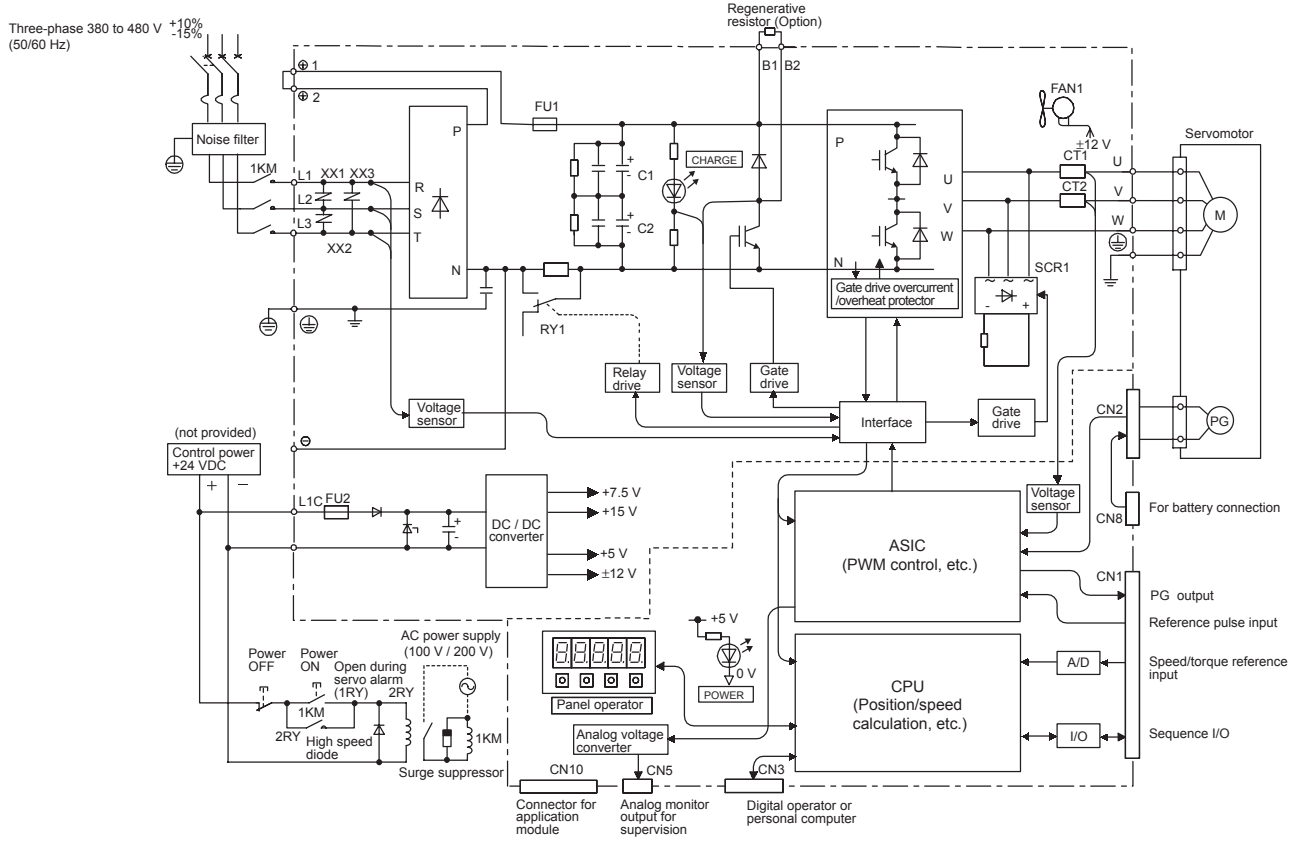 Regenerative
resistor (Option)
Three-phase 380 to 480 V +10%
-15%
(50/60 Hz)
B1 B2
1
2
FU1
FAN1
±12 V
Servomotor
Noise filter
P
CHARGE
P
CT1
U
CT2
V
W
1KM
L1
XX1 XX3
L2
L3
XX2
R
S
T
+
-
C1
+
-
C2
U
V
W
M
N
N
Gate drive overcurrent
/overheat protector
SCR1
~ ~ ~
- +
RY1
Relay
drive
Voltage
sensor
Gate
drive
Voltage
sensor
Interface
Gate
drive
CN2
PG
(not provided)
Control power
+24 VDC
+ −
L1C FU2
+
-
DC / DC
converter
+7.5 V
+15 V
+5 V
±12 V
Voltage
sensor
CN8
For battery connection
ASIC
(PWM control, etc.)
CN1
PG output
Reference pulse input
A/D
Speed/torque reference
input
I/O
Sequence I/O
CPU
(Position/speed
calculation, etc.)
+5 V
0 V
POWER
8.8.8.8.8.
Panel operator
Analog voltage
converter
AC power supply
(100 V / 200 V)
Power
OFF
Power
ON
Open during
servo alarm
(1RY)
2RY
1KM
2RY
High speed
diode
1KM
Surge suppressor
CN10
CN5
CN3
Connector for
application
module
Analog monitor
output for
supervision
Digital operator or
personal computer